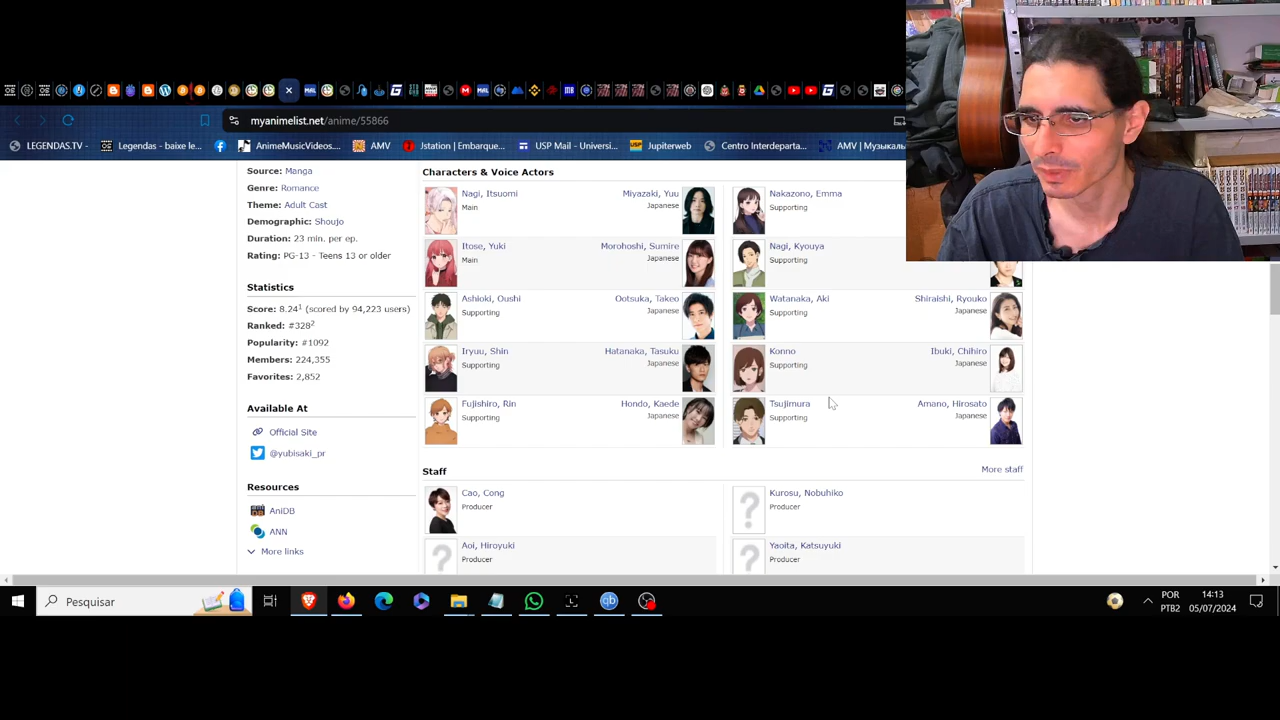 myanimelist.net/anime/55866
LEGENDAS.TV -
Legendas - baixe le...
AnimeMusicVideos...
AMV
Jstation | Embarque...
USP Mail - Universi...
Jupiterweb
Centro Interdeparta...
AMV | Музыкаль
Source: Manga
Genre: Romance
Theme: Adult Cast
Demographic: Shoujo
Duration: 23 min. per ep.
Rating: PG-13 - Teens 13 or older
Statistics
Score: 8.24¹ (scored by 94,223 users)
Ranked: #328²
Popularity: #1092
Members: 224,355
Favorites: 2,852
Available At
Official Site
@yubisaki_pr
Resources
AniDB
ANN
More links
Characters & Voice Actors
Nagi, Itsuomi
Main
Miyazaki, Yuu
Japanese
Nakazono, Emma
Supporting
Itose, Yuki
Main
Morohoshi, Sumire
Japanese
Nagi, Kyouya
Supporting
Ashioki, Oushi
Supporting
Ootsuka, Takeo
Japanese
Watanaka, Aki
Supporting
Shiraishi, Ryouko
Japanese
Iryuu, Shin
Supporting
Hatanaka, Tasuku
Japanese
Konno
Supporting
Ibuki, Chihiro
Japanese
Fujishiro, Rin
Supporting
Hondo, Kaede
Japanese
Tsujimura
Supporting
Amano, Hirosato
Japanese
Staff
More staff
Cao, Cong
Producer
Kurosu, Nobuhiko
Producer
Aoi, Hiroyuki
Producer
Yaoita, Katsuyuki
Producer
Pesquisar
POR
PTB2
14:13
05/07/2024